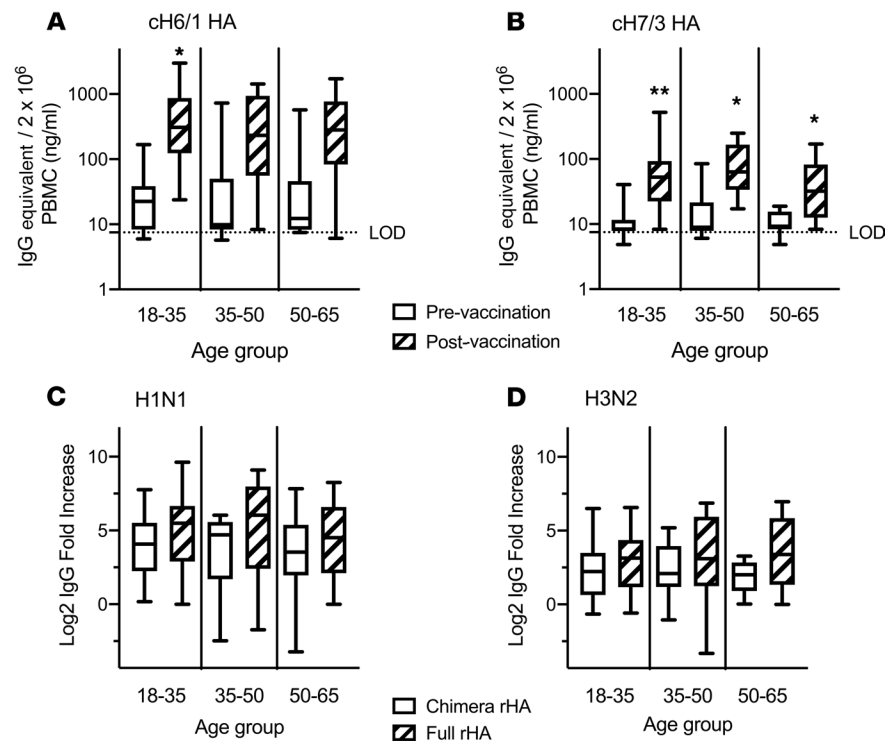 A
cH6/1 HA
IgG equivalent / 2 x 10⁶
PBMC (ng/ml)
1000
100
10
1
*
LOD
18-35
35-50
50-65
Age group
B
cH7/3 HA
IgG equivalent / 2 x 10⁶
PBMC (ng/ml)
1000
100
10
1
**
*
*
LOD
18-35
35-50
50-65
Age group
Pre-vaccination
Post-vaccination
C
H1N1
Log2 IgG Fold Increase
10
5
0
18-35
35-50
50-65
Age group
D
H3N2
Log2 IgG Fold Increase
10
5
0
18-35
35-50
50-65
Age group
Chimera rHA
Full rHA